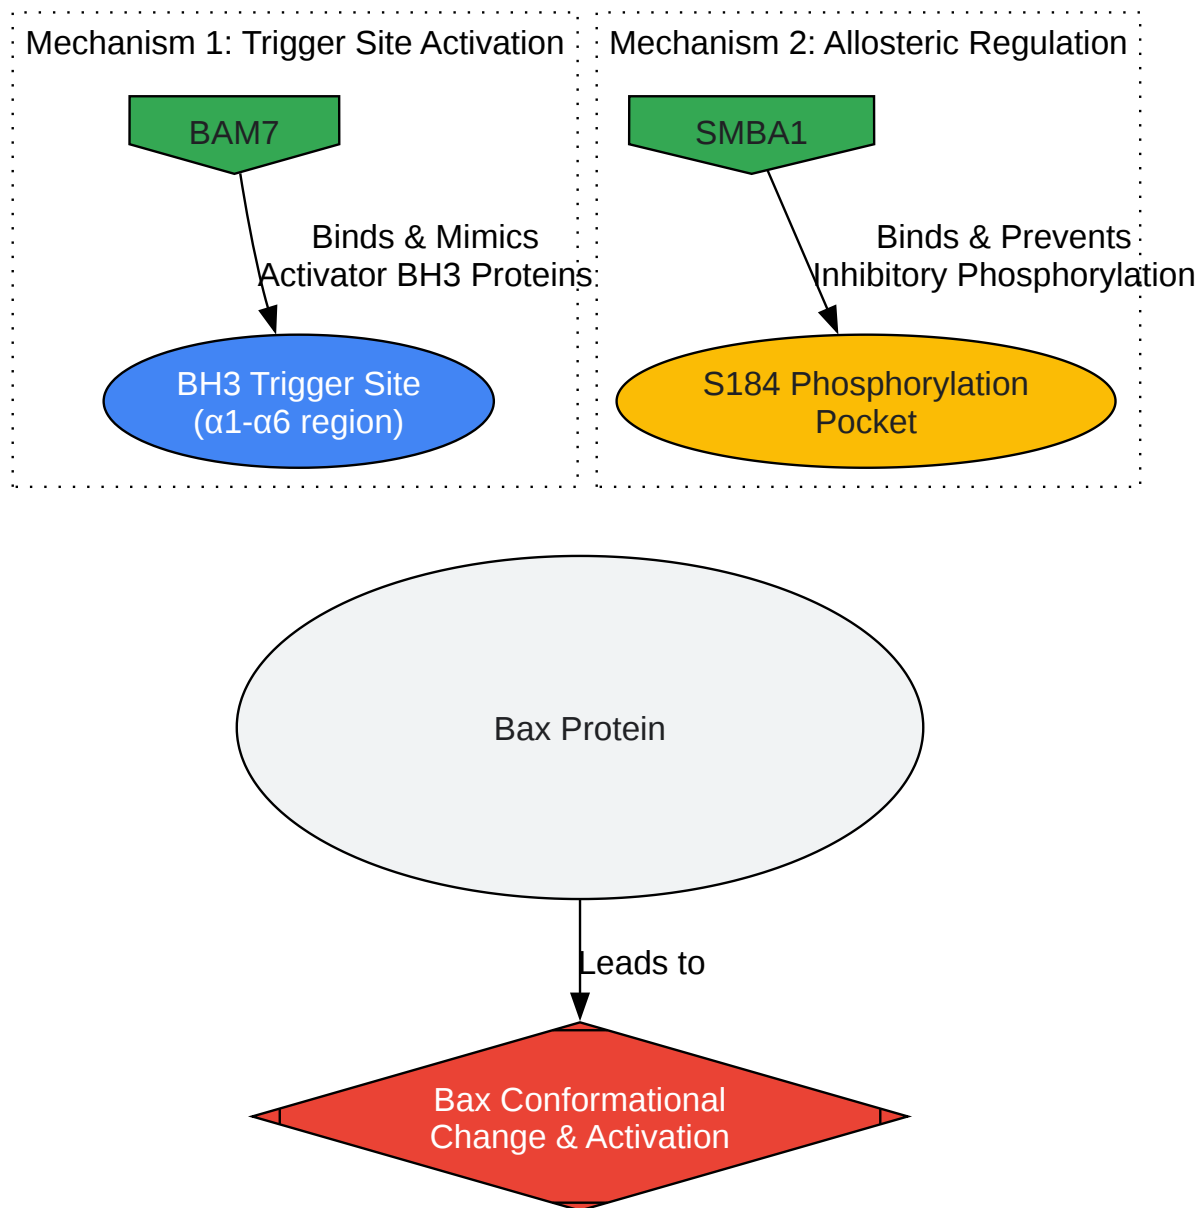 Mechanism 1: Trigger Site Activation
BAM7
Binds & Mimics
Activator BH3 Proteins
BH3 Trigger Site
(α1-α6 region)
Mechanism 2: Allosteric Regulation
SMBA1
Binds & Prevents
Inhibitory Phosphorylation
S184 Phosphorylation
Pocket
Bax Protein
Leads to
Bax Conformational
Change & Activation